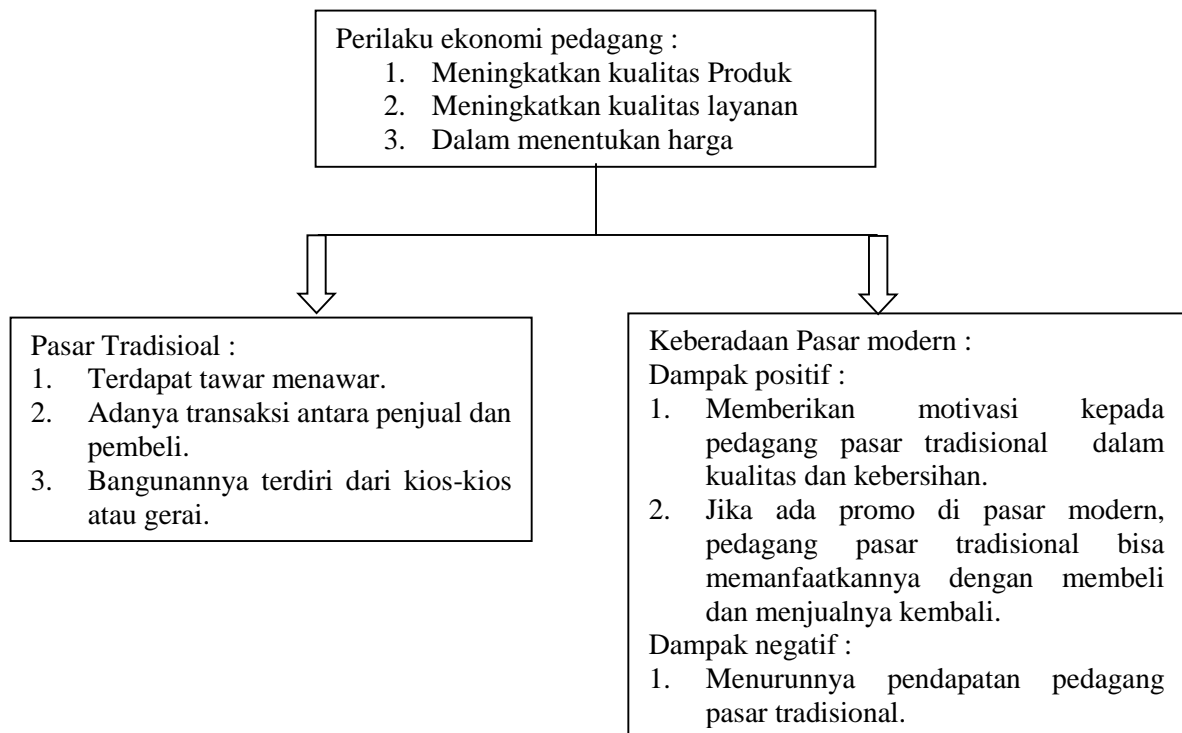 Perilaku ekonomi pedagang :
1. Meningkatkan kualitas Produk
2. Meningkatkan kualitas layanan
3. Dalam menentukan harga
Pasar Tradisioal :
1. Terdapat tawar menawar.
2. Adanya transaksi antara penjual dan
pembeli.
3. Bangunannya terdiri dari kios-kios
atau gerai.
Keberadaan Pasar modern :
Dampak positif :
1. Memberikan motivasi kepada
pedagang pasar tradisional dalam
kualitas dan kebersihan.
2. Jika ada promo di pasar modern,
pedagang pasar tradisional bisa
memanfaatkannya dengan membeli
dan menjualnya kembali.
Dampak negatif :
1. Menurunnya pendapatan pedagang
pasar tradisional.